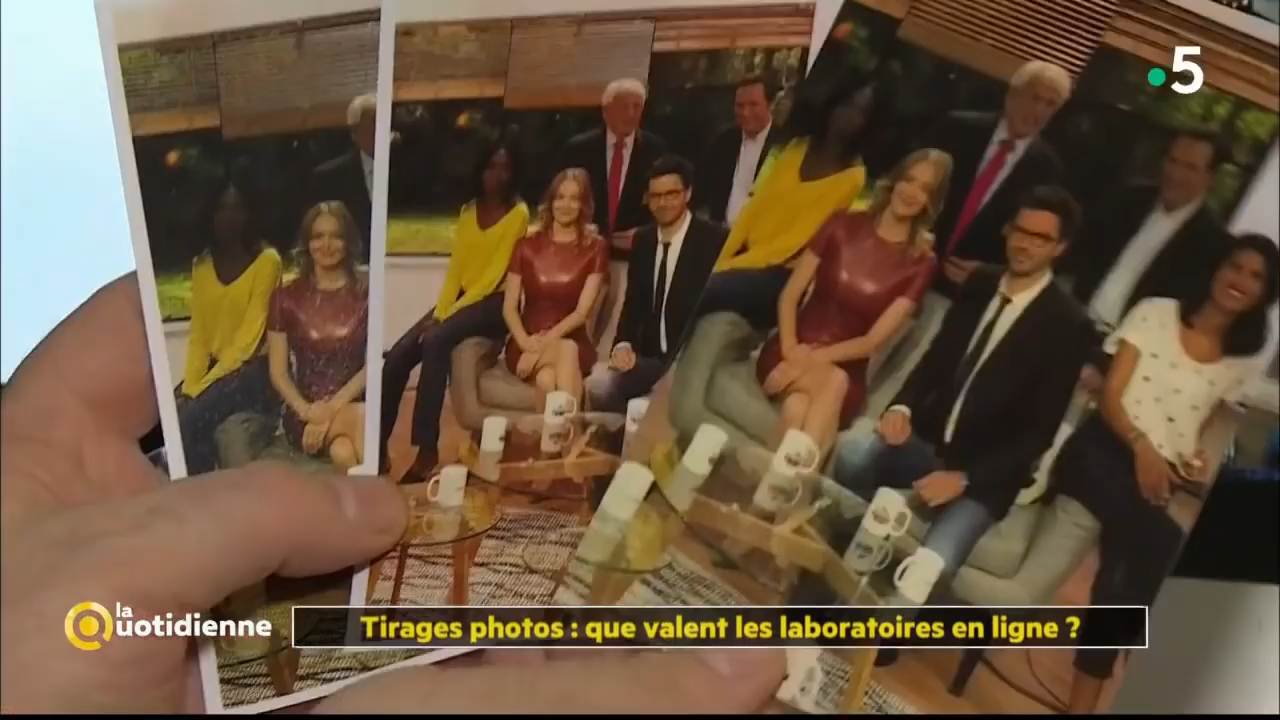 5
la
Quotidienne
Tirages photos : que valent les laboratoires en ligne ?